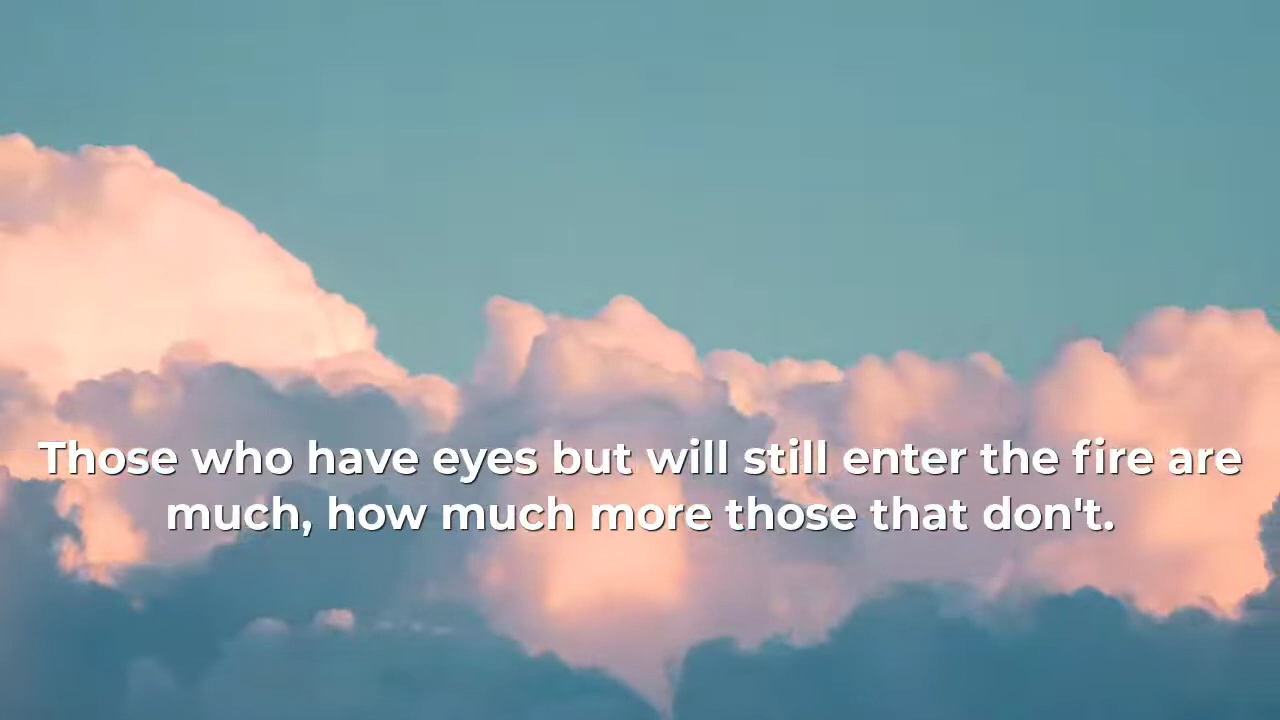 Those who have eyes but will still enter the fire are
much, how much more those that don't.